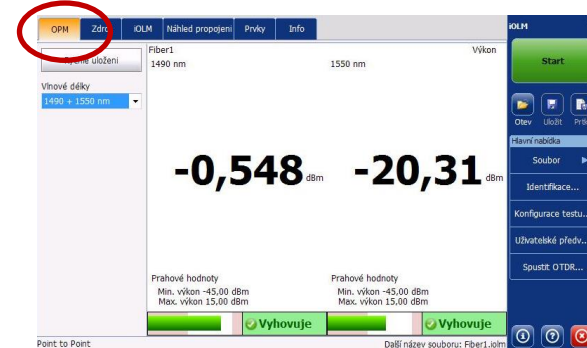 OPM Zdroj iOLM Náhled propojení Prvky Info
iOLM
uložení
Vlnové délky
1490 + 1550 nm
Fiber1 Výkon
1490 nm 1550 nm
-0,548 dBm -20,31 dBm
Prahové hodnoty Prahové hodnoty
Min. výkon -45,00 dBm Min. výkon -45,00 dBm
Max. výkon 15,00 dBm Max. výkon 15,00 dBm
Vyhovuje Vyhovuje
Point to Point Další název souboru: Fiber1.iolm
Start
Otev Uložit
Hlavní nabídka
Soubor
Identifikace...
Konfigurace testu...
Uživatelské předv...
Spustit OTDR...